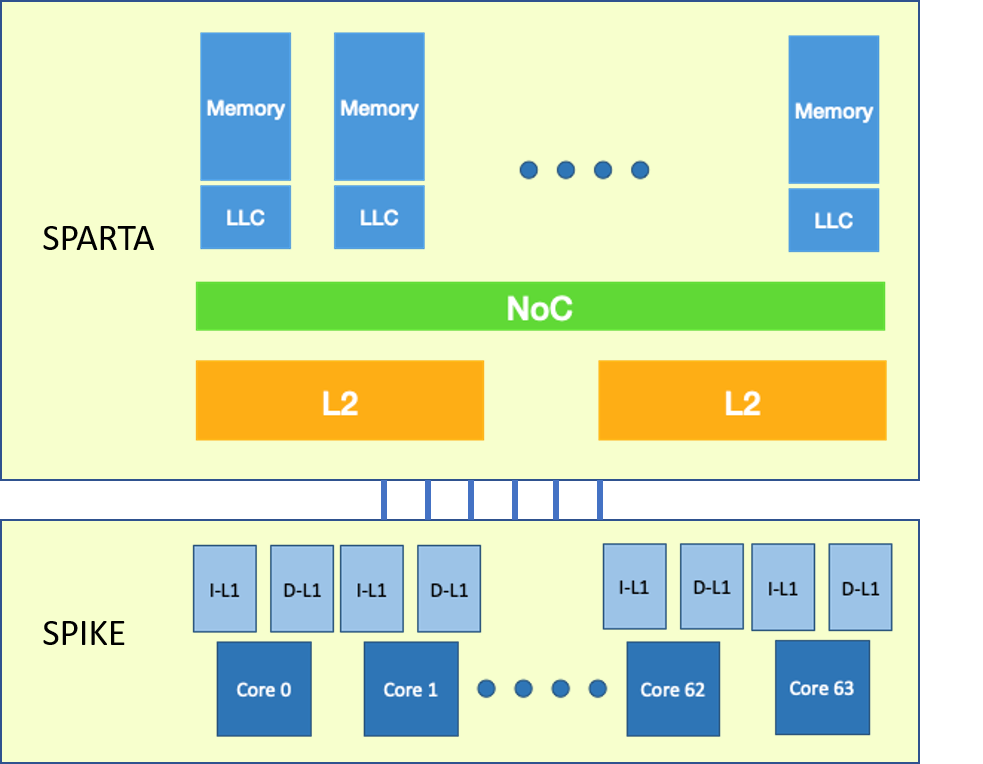 Memory
Memory
Memory
LLC
LLC
LLC
SPARTA
NoC
L2
L2
I-L1
D-L1
I-L1
D-L1
I-L1
D-L1
I-L1
D-L1
SPIKE
Core 0
Core 1
Core 62
Core 63